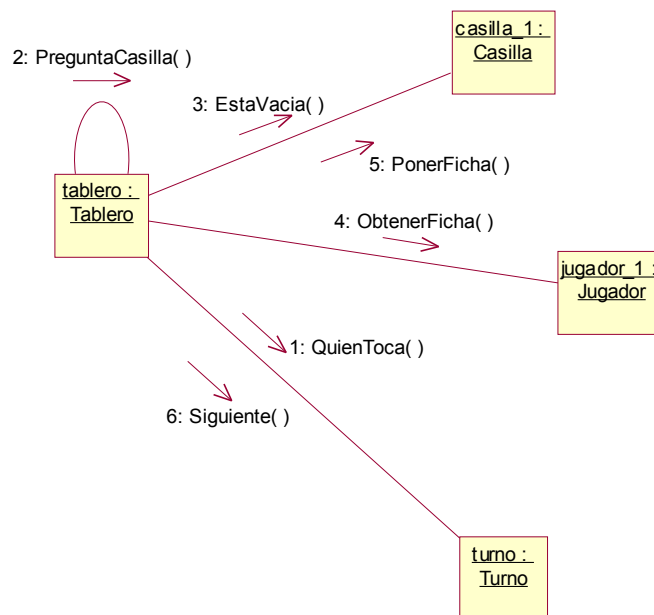 2: PreguntaCasilla( )
casilla_1 :
Casilla
3: EstaVacia( )
5: PonerFicha( )
tablero :
Tablero
4: ObtenerFicha( )
jugador_1 :
Jugador
1: QuienToca( )
6: Siguiente( )
turno :
Turno